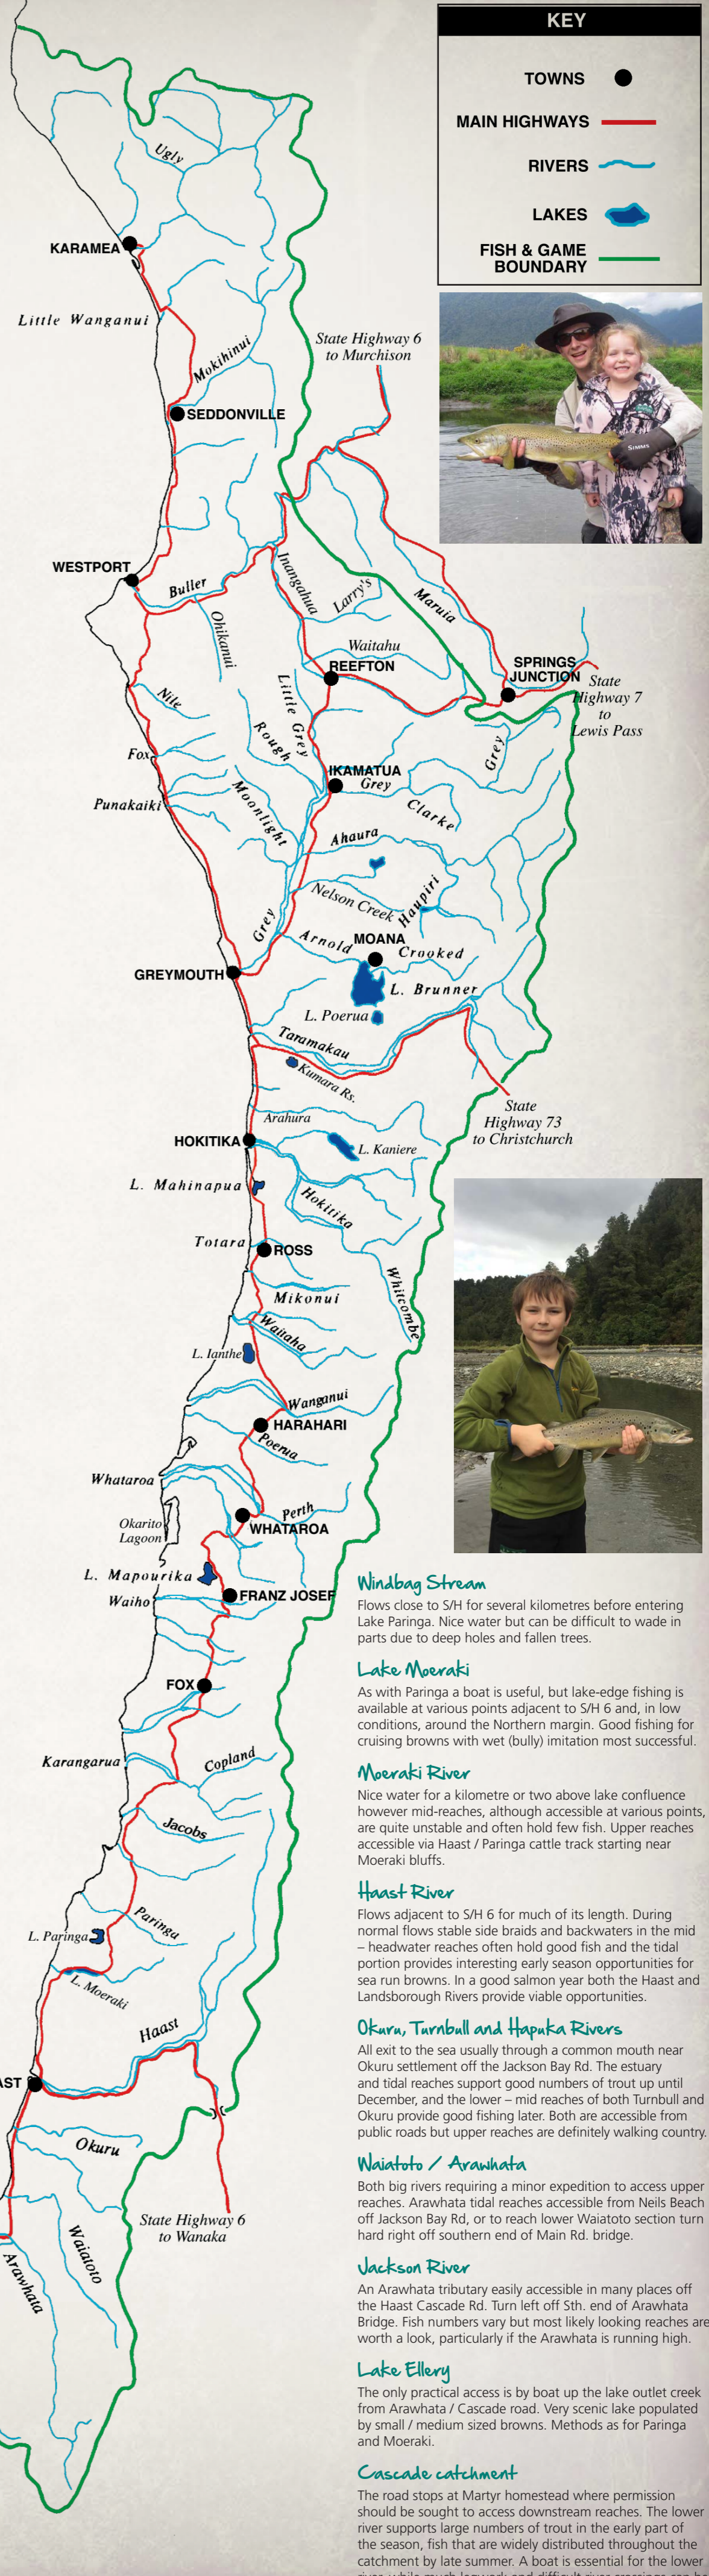 KEY
TOWNS
MAIN HIGHWAYS
RIVERS
LAKES
FISH & GAME
BOUNDARY
Ugly
KARAMEA
Little Wanganui
Mokihinui
State Highway 6
to Murchison
SEDDONVILLE
SIMMS
WESTPORT
Buller
Inangahua
Larry's
Maruia
Ohikanui
Waitahu
REEFTON
SPRINGS
JUNCTION
State
Highway 7
to
Lewis Pass
Little Grey
Nile
Rough
Grey
Fox
IKAMATUA
Grey
Punakaiki
Moonlight
Clarke
Ahaura
Nelson Creek
Haupiri
Grey
Arnold
MOANA
Crooked
GREYMOUTH
L. Brunner
L. Poerua
Taramakau
Kumara Rs.
State
Highway 73
to Christchurch
Arahura
HOKITIKA
L. Kaniere
L. Mahinapua
Hokitika
Totara
ROSS
Whitcombe
Mikonui
Waitaha
L. Ianthe
Wanganui
HARAHARI
Poerua
Whataroa
Perth
Okarito
Lagoon
WHATAROA
L. Mapourika
FRANZ JOSEF
Waiho
FOX
Karangarua
Copland
Jacobs
Paringa
L. Paringa
L. Moeraki
Haast
AST
Okuru
State Highway 6
to Wanaka
Waiatoto
Arawhata
Windbag Stream
Flows close to S/H for several kilometres before entering
Lake Paringa. Nice water but can be difficult to wade in
parts due to deep holes and fallen trees.
Lake Moeraki
As with Paringa a boat is useful, but lake-edge fishing is
available at various points adjacent to S/H 6 and, in low
conditions, around the Northern margin. Good fishing for
cruising browns with wet (bully) imitation most successful.
Moeraki River
Nice water for a kilometre or two above lake confluence
however mid-reaches, although accessible at various points,
are quite unstable and often hold few fish. Upper reaches
accessible via Haast / Paringa cattle track starting near
Moeraki bluffs.
Haast River
Flows adjacent to S/H 6 for much of its length. During
normal flows stable side braids and backwaters in the mid
– headwater reaches often hold good fish and the tidal
portion provides interesting early season opportunities for
sea run browns. In a good salmon year both the Haast and
Landsborough Rivers provide viable opportunities.
Okuru, Turnbull and Hapuka Rivers
All exit to the sea usually through a common mouth near
Okuru settlement off the Jackson Bay Rd. The estuary
and tidal reaches support good numbers of trout up until
December, and the lower – mid reaches of both Turnbull and
Okuru provide good fishing later. Both are accessible from
public roads but upper reaches are definitely walking country.
Waiatoto / Arawhata
Both big rivers requiring a minor expedition to access upper
reaches. Arawhata tidal reaches accessible from Neils Beach
off Jackson Bay Rd, or to reach lower Waiatoto section turn
hard right off southern end of Main Rd. bridge.
Jackson River
An Arawhata tributary easily accessible in many places off
the Haast Cascade Rd. Turn left off Sth. end of Arawhata
Bridge. Fish numbers vary but most likely looking reaches are
worth a look, particularly if the Arawhata is running high.
Lake Ellery
The only practical access is by boat up the lake outlet creek
from Arawhata / Cascade road. Very scenic lake populated
by small / medium sized browns. Methods as for Paringa
and Moeraki.
Cascade catchment
The road stops at Martyr homestead where permission
should be sought to access downstream reaches. The lower
river supports large numbers of trout in the early part of
the season, fish that are widely distributed throughout the
catchment by late summer. A boat is essential for the lower